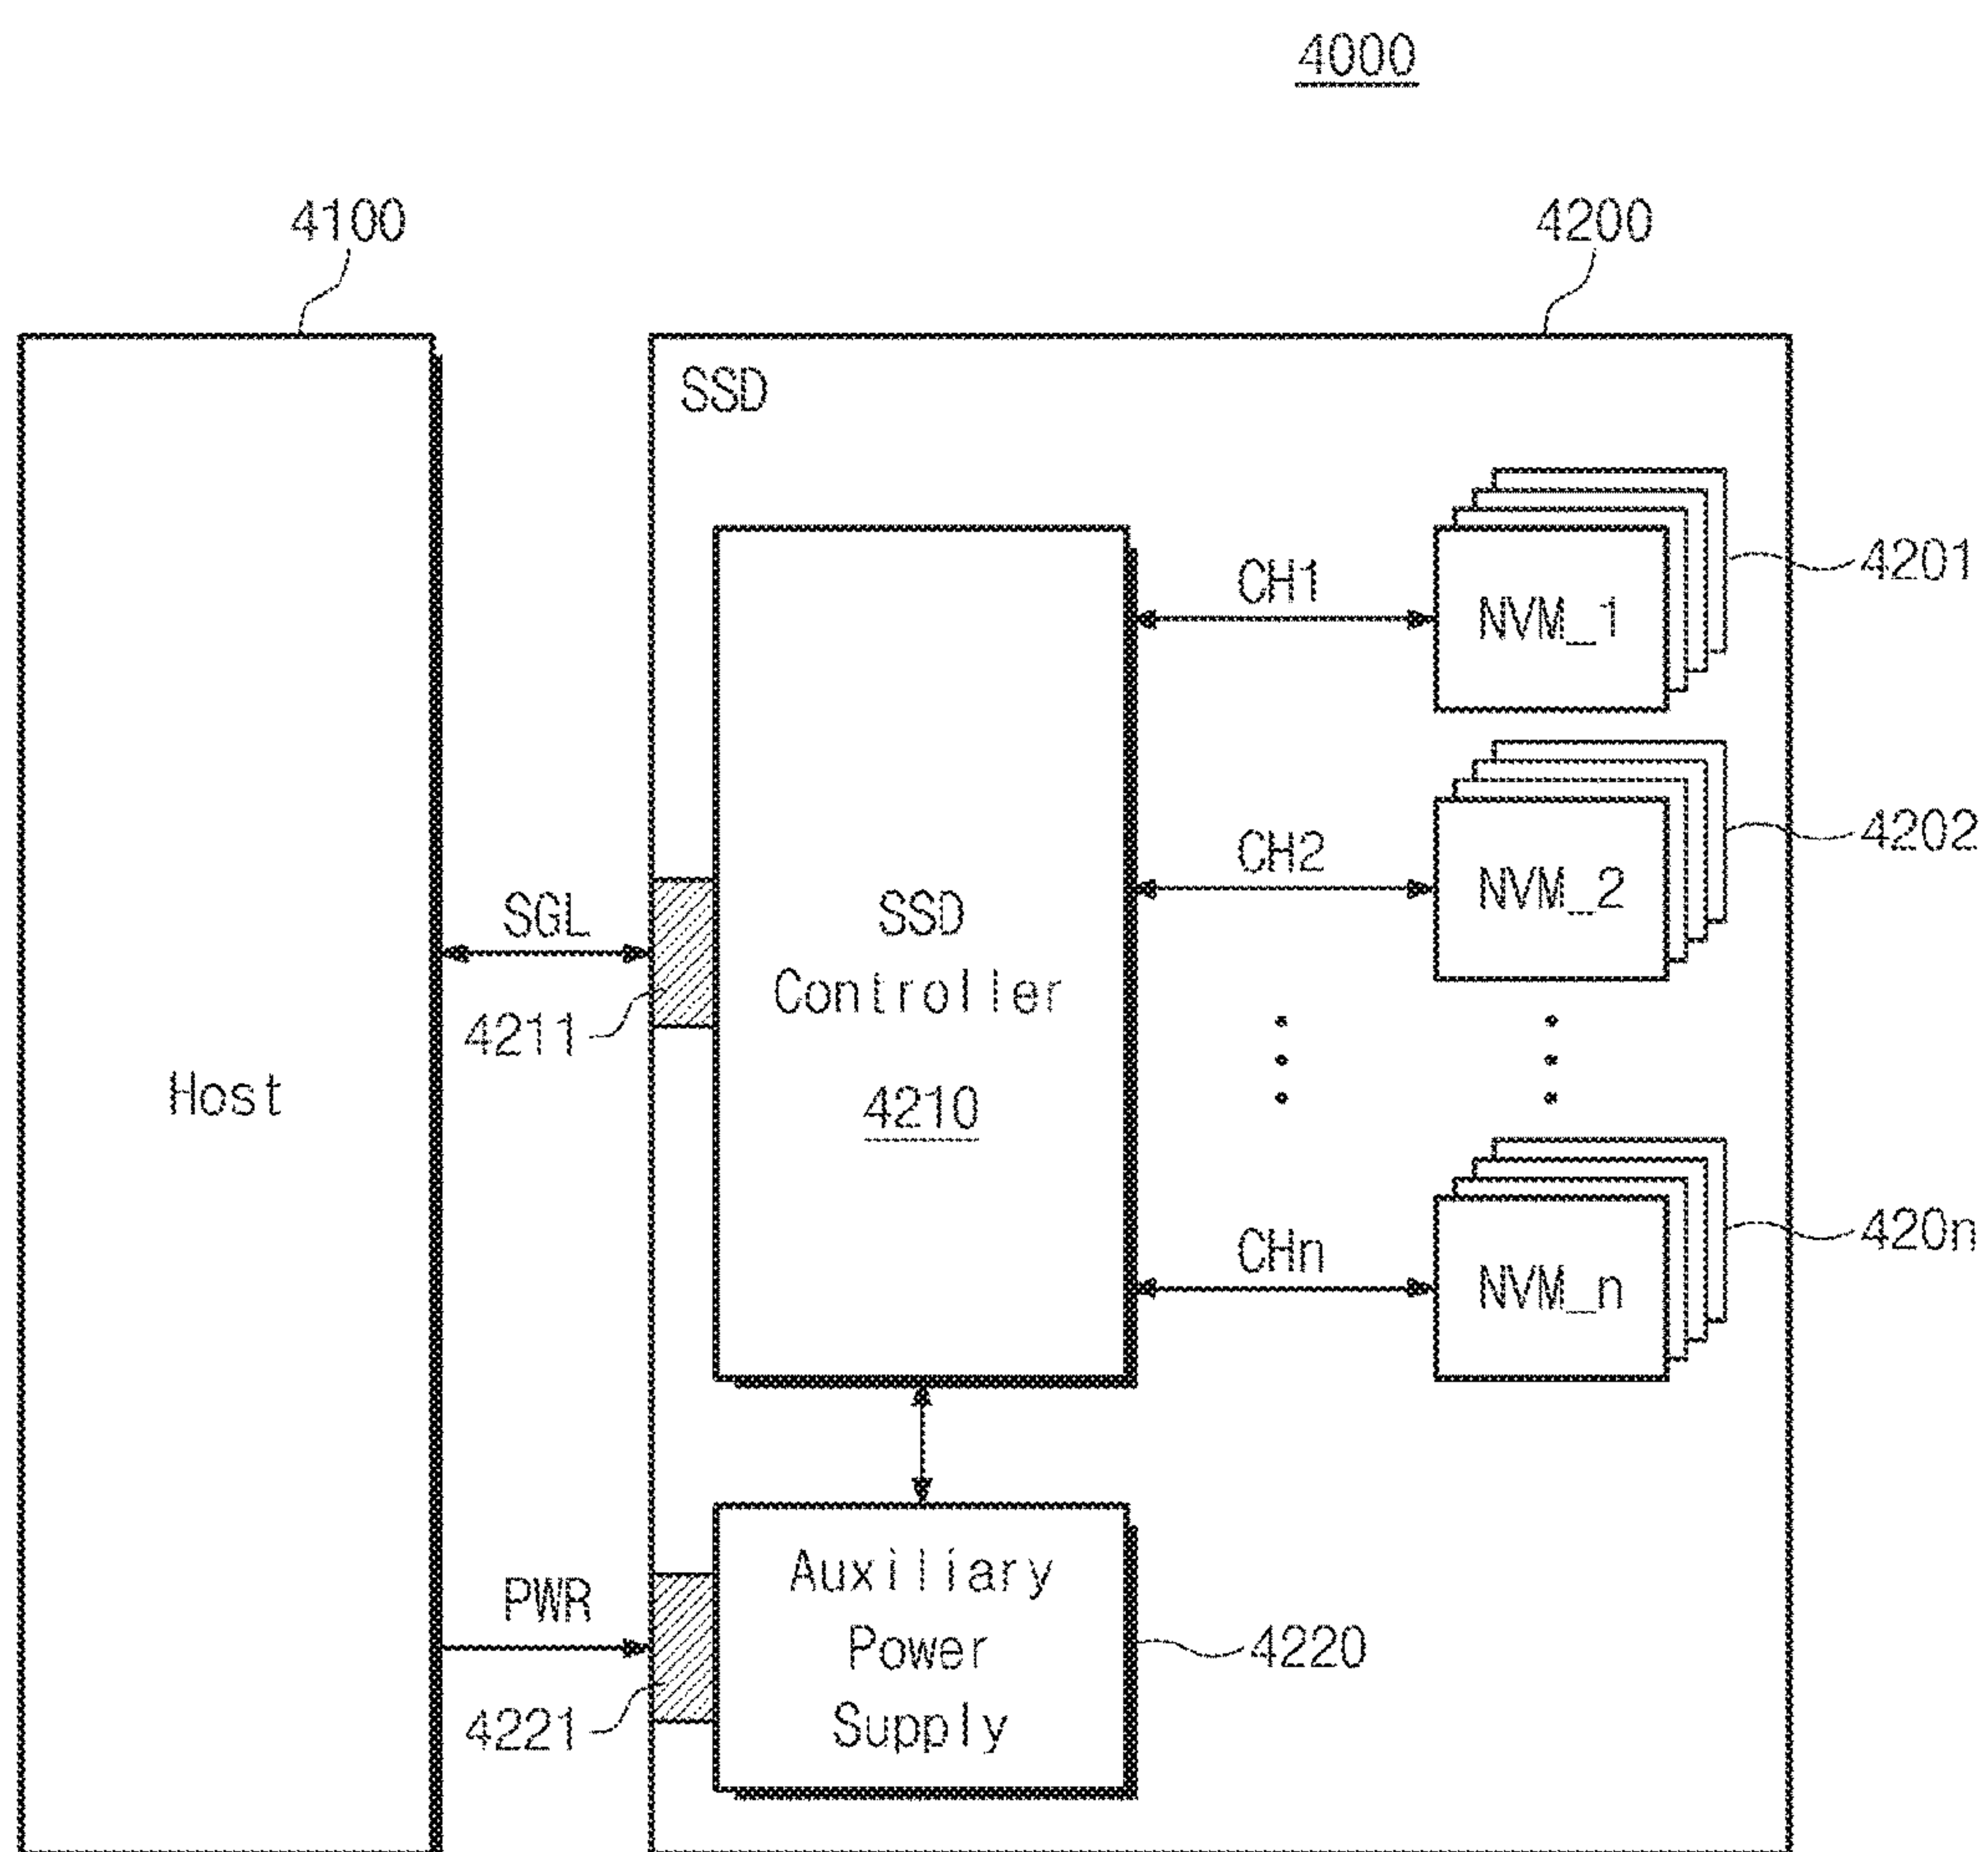 4000
4100
4200
SSD
4201
CH1
NVM_1
4202
CH2
NVM_2
SGL
SSD
Controller
4210
4211
Host
420n
CHn
NVM_n
Auxiliary
Power
Supply
PWR
4220
4221